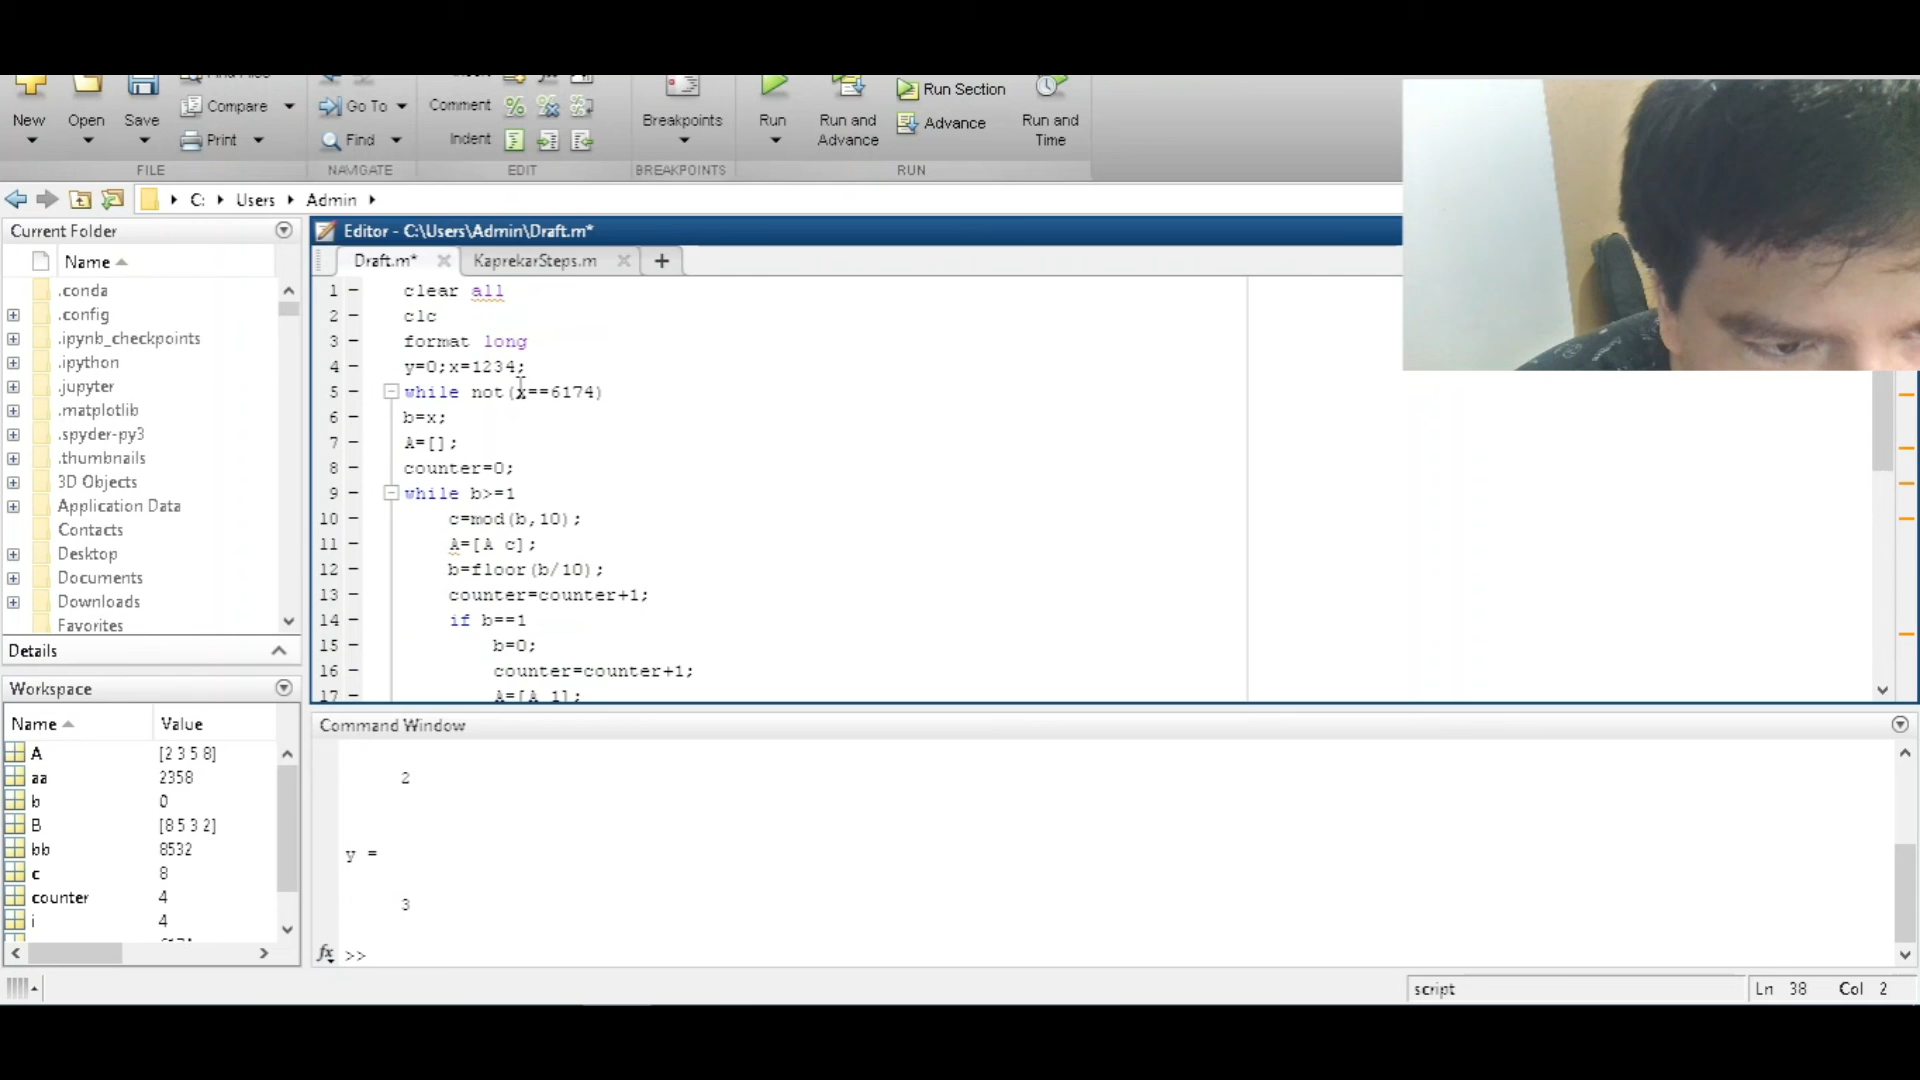 Compare
Go To
Comment
New
Open
Save
Print
Find
Indent
Breakpoints
Run
Run and
Advance
Run Section
Advance
Run and
Time
FILE
NAVIGATE
EDIT
BREAKPOINTS
RUN
C:
Users
Admin
Current Folder
Name
.conda
.config
.ipynb_checkpoints
.ipython
.jupyter
.matplotlib
.spyder-py3
.thumbnails
3D Objects
Application Data
Contacts
Desktop
Documents
Downloads
Favorites
Details
Workspace
Name Value
A [2 3 5 8]
aa 2358
b 0
B [8 5 3 2]
bb 8532
c 8
counter 4
i 4
Editor - C:\Users\Admin\Draft.m*
Draft.m* KaprekarSteps.m
1 clear all
2 clc
3 format long
4 y=0;x=1234;
5 while not(x==6174)
6 b=x;
7 A=[];
8 counter=0;
9 while b>=1
10 c=mod(b,10);
11 A=[A c];
12 b=floor(b/10);
13 counter=counter+1;
14 if b==1
15 b=0;
16 counter=counter+1;
17 A=[A 1];
Command Window
2
y =
3
fx >>
script
Ln 38 Col 2